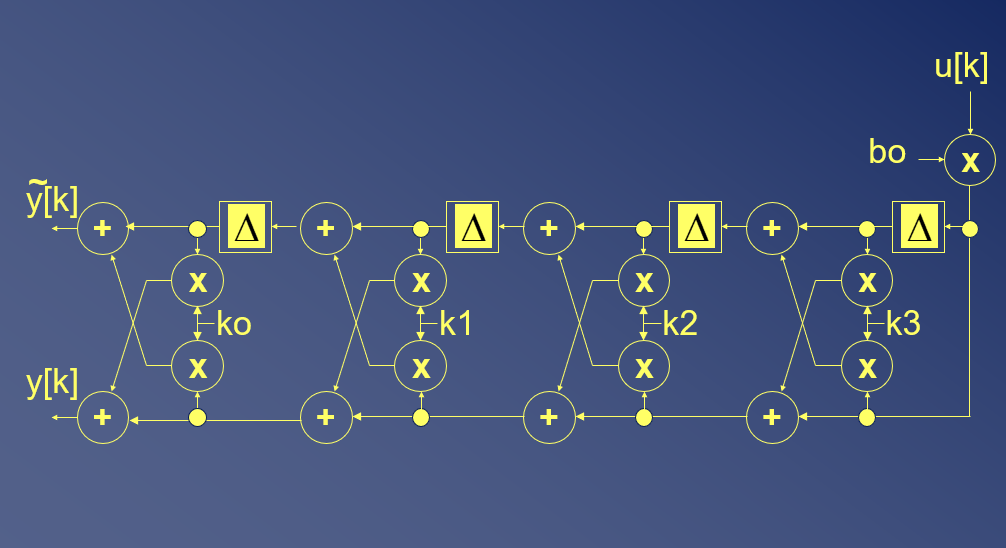 u[k]
bo
x
ỹ[k]
+ Δ + Δ + Δ + Δ
x x x x
ko k1 k2 k3
x x x x
y[k]
+ + + +